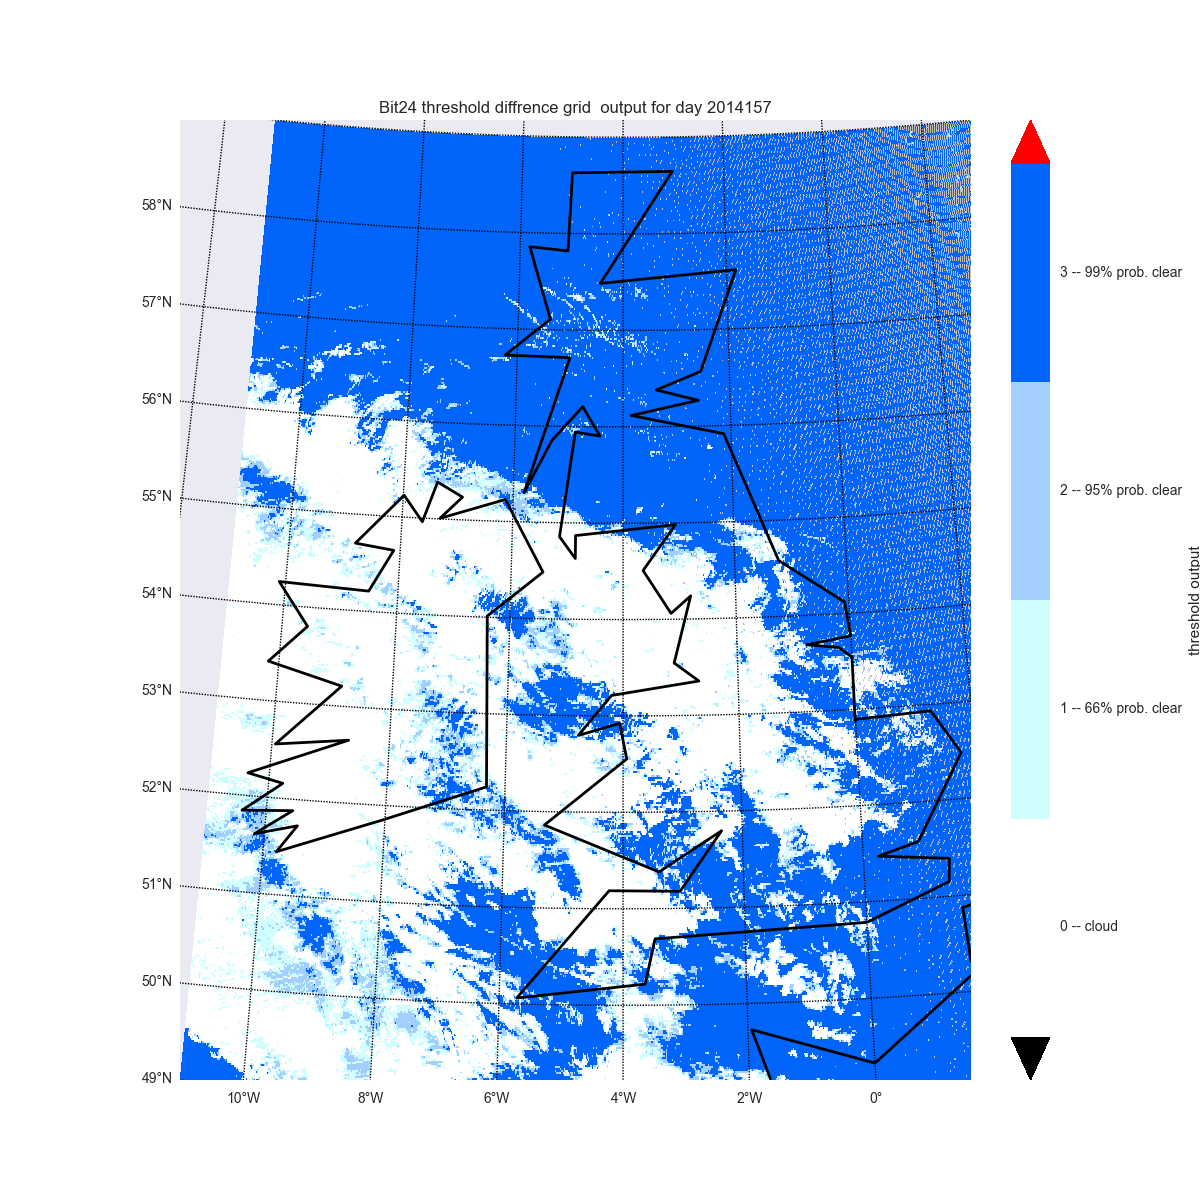 Bit24 threshold diffrence grid  output for day 2014157
58°N
57°N
56°N
55°N
54°N
53°N
52°N
51°N
50°N
49°N
10°W
8°W
6°W
4°W
2°W
0°
3 -- 99% prob. clear
2 -- 95% prob. clear
1 -- 66% prob. clear
0 -- cloud
threshold output